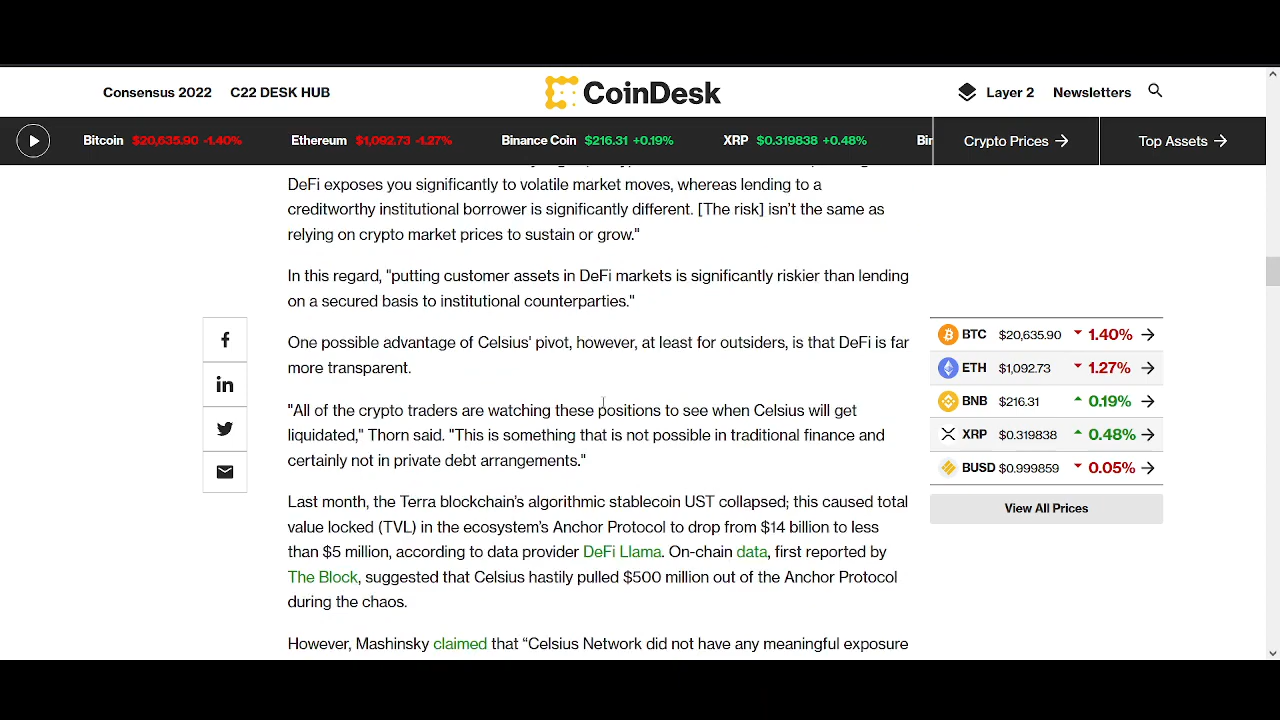 Consensus 2022 C22 DESK HUB CoinDesk Layer 2 Newsletters
Bitcoin $20,635.90 -1.40% Ethereum $1,092.73 -1.27% Binance Coin $216.31 +0.19% XRP $0.319838 +0.48% Bin Crypto Prices → Top Assets →
DeFi exposes you significantly to volatile market moves, whereas lending to a
creditworthy institutional borrower is significantly different. [The risk] isn’t the same as
relying on crypto market prices to sustain or grow."
In this regard, "putting customer assets in DeFi markets is significantly riskier than lending
on a secured basis to institutional counterparties."
One possible advantage of Celsius' pivot, however, at least for outsiders, is that DeFi is far
more transparent.
"All of the crypto traders are watching these positions to see when Celsius will get
liquidated," Thorn said. "This is something that is not possible in traditional finance and
certainly not in private debt arrangements."
Last month, the Terra blockchain’s algorithmic stablecoin UST collapsed; this caused total
value locked (TVL) in the ecosystem’s Anchor Protocol to drop from $14 billion to less
than $5 million, according to data provider DeFi Llama. On-chain data, first reported by
The Block, suggested that Celsius hastily pulled $500 million out of the Anchor Protocol
during the chaos.
However, Mashinsky claimed that “Celsius Network did not have any meaningful exposure
BTC $20,635.90 1.40% →
ETH $1,092.73 1.27% →
BNB $216.31 0.19% →
XRP $0.319838 0.48% →
BUSD $0.999859 0.05% →
View All Prices